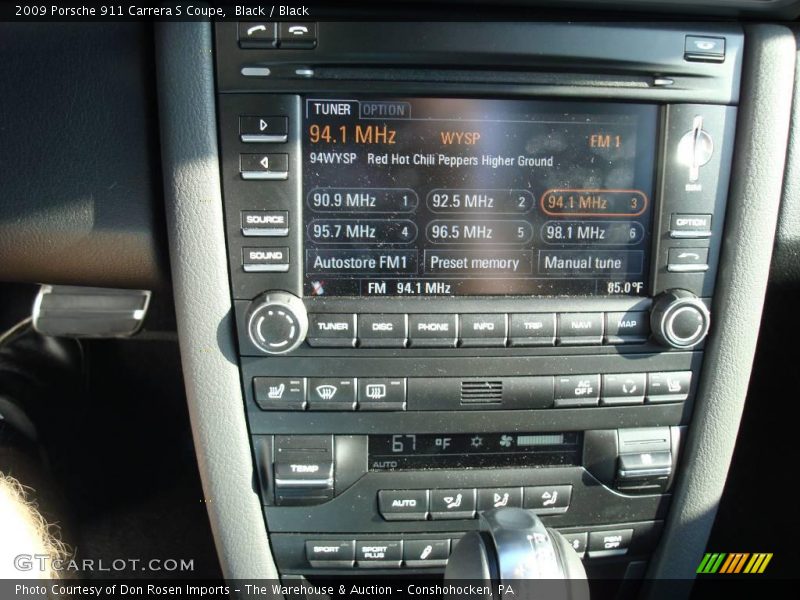 2009 Porsche 911 Carrera S Coupe, Black / Black
TUNER OPTION
94.1 MHz WYSP FM 1
94WYSP Red Hot Chili Peppers Higher Ground
SIM
90.9 MHz 1 92.5 MHz 2 94.1 MHz 3
SOURCE OPTION
95.7 MHz 4 96.5 MHz 5 98.1 MHz 6
SOUND
Autostore FM1 Preset memory Manual tune
FM 94.1 MHz 85.0°F
TUNER DISC PHONE INFO TRIP NAVI MAP
AC OFF
67 °F
AUTO
TEMP
AUTO
SPORT SPORT PLUS OFF
GTCARLOT.COM
Photo Courtesy of Don Rosen Imports - The Warehouse & Auction - Conshohocken, PA